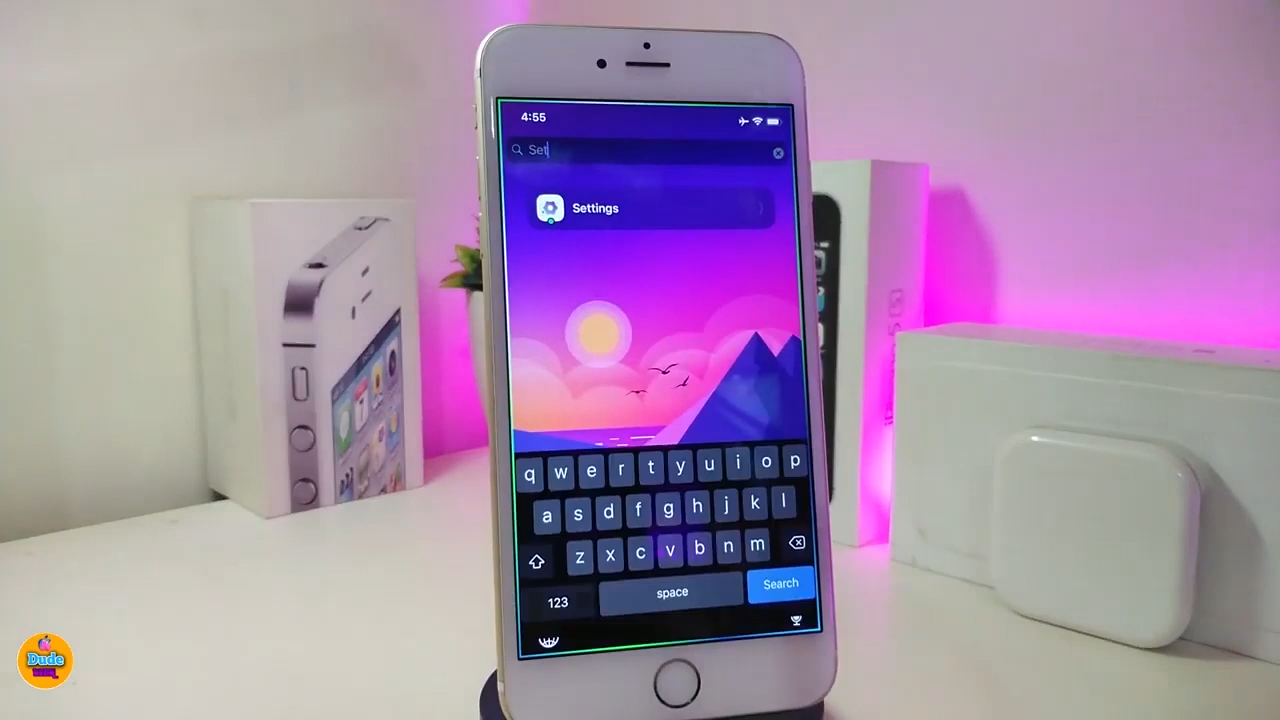 4:55
Set
Settings
q w e r t y u i o p
a s d f g h j k l
z x c v b n m
123 space Search
Dude